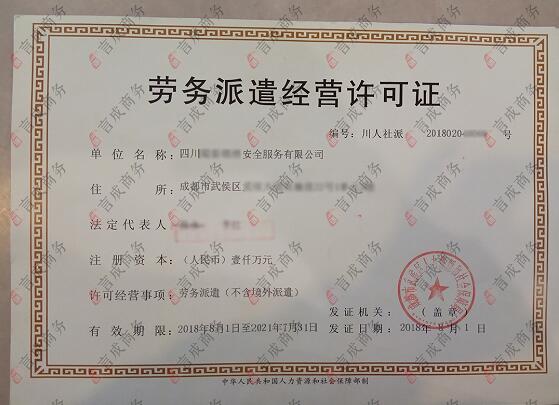 劳务派遣经营许可证
编号：川人社派 2018020 号
单位名称：四川 安全服务有限公司
住所：成都市武侯区
法定代表人
注册资本：（人民币）壹仟万元
许可经营事项：劳务派遣（不含境外派遣）
发证机关：（盖章）
有效期限：2018年8月1日至2021年7月31日 发证日期：2018年8月1日
中华人民共和国人力资源和社会保障部制
言成商务